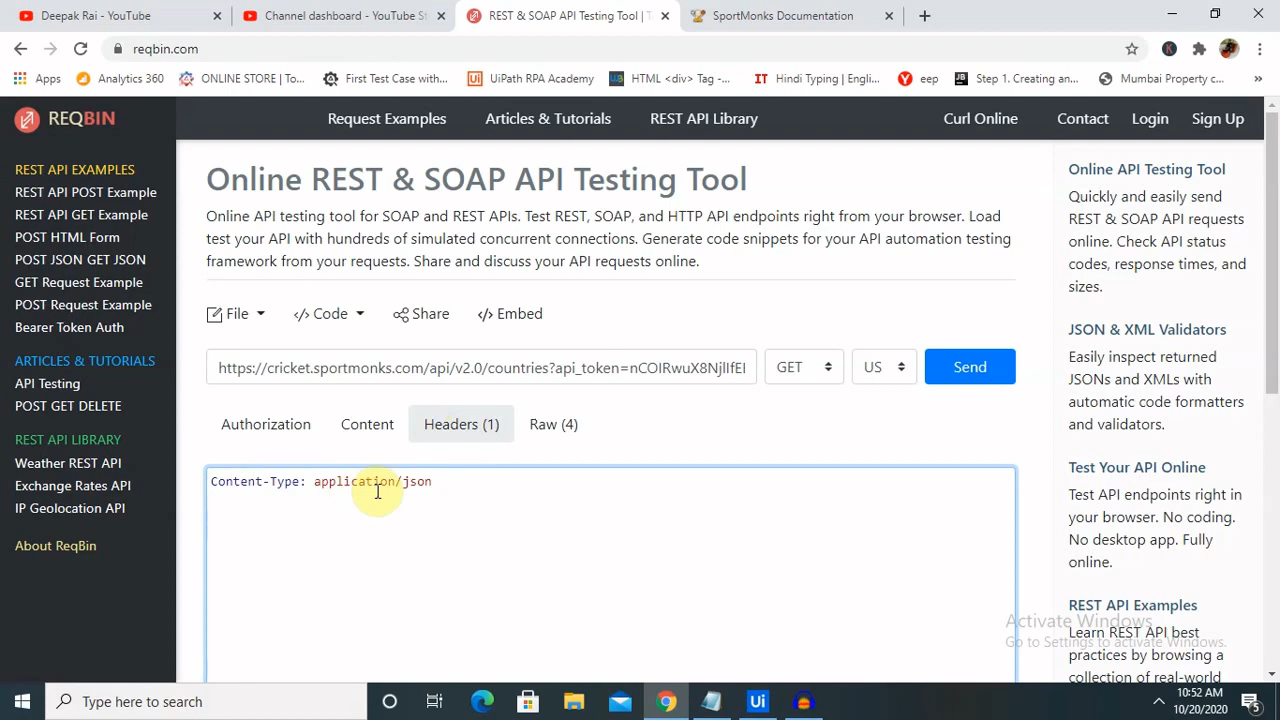 Deepak Rai - YouTube
Channel dashboard - YouTube St
REST & SOAP API Testing Tool | T
SportMonks Documentation
reqbin.com
Apps
Analytics 360
ONLINE STORE | To...
First Test Case with...
UiPath RPA Academy
HTML <div> Tag -...
Hindi Typing | Engli...
eep
Step 1. Creating an...
Mumbai Property c...
REQBIN
Request Examples
Articles & Tutorials
REST API Library
Curl Online
Contact
Login
Sign Up
REST API EXAMPLES
REST API POST Example
REST API GET Example
POST HTML Form
POST JSON GET JSON
GET Request Example
POST Request Example
Bearer Token Auth
ARTICLES & TUTORIALS
API Testing
POST GET DELETE
REST API LIBRARY
Weather REST API
Exchange Rates API
IP Geolocation API
About ReqBin
Online REST & SOAP API Testing Tool
Online API testing tool for SOAP and REST APIs. Test REST, SOAP, and HTTP API endpoints right from your browser. Load
test your API with hundreds of simulated concurrent connections. Generate code snippets for your API automation testing
framework from your requests. Share and discuss your API requests online.
File
</> Code
Share
</> Embed
https://cricket.sportmonks.com/api/v2.0/countries?api_token=nCOIRwuX8NjlIfEI
GET
US
Send
Authorization
Content
Headers (1)
Raw (4)
Content-Type: application/json
Online API Testing Tool
Quickly and easily send
REST & SOAP API requests
online. Check API status
codes, response times, and
sizes.
JSON & XML Validators
Easily inspect returned
JSONs and XMLs with
automatic code formatters
and validators.
Test Your API Online
Test API endpoints right in
your browser. No coding.
No desktop app. Fully
online.
REST API Examples
Learn REST API best
practices by browsing a
collection of real-world
Activate Windows
Go to Settings to activate Windows.
Type here to search
10:52 AM
10/20/2020
5